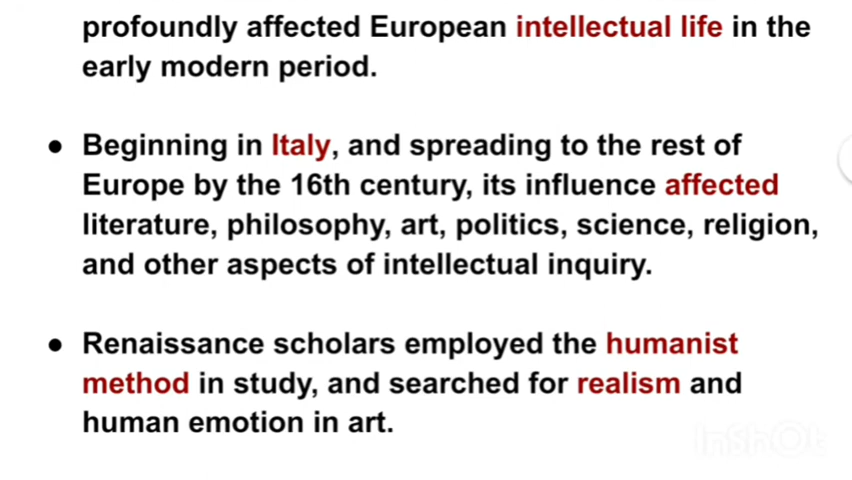 profoundly affected European intellectual life in the
early modern period.
● Beginning in Italy, and spreading to the rest of
Europe by the 16th century, its influence affected
literature, philosophy, art, politics, science, religion,
and other aspects of intellectual inquiry.
● Renaissance scholars employed the humanist
method in study, and searched for realism and
human emotion in art.
InShOt